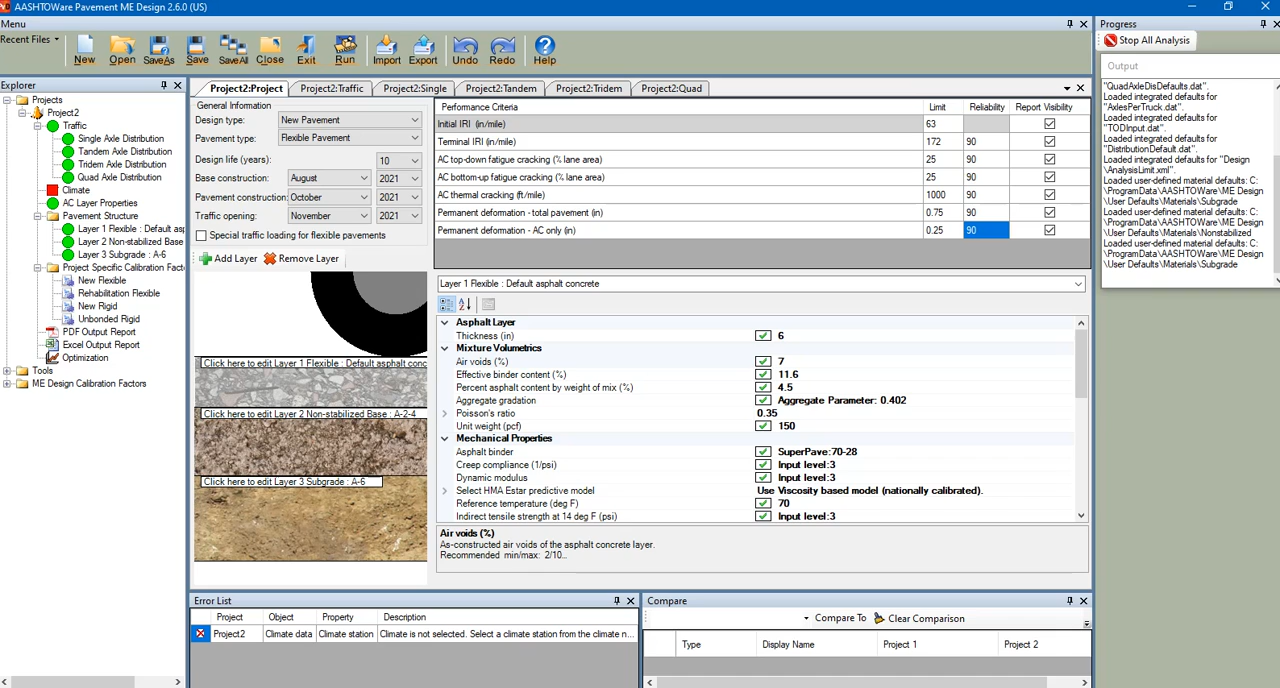 AASHTOWare Pavement ME Design 2.6.0 (US)
Menu
Recent Files
New
Open
SaveAs
Save
SaveAll
Close
Exit
Run
Import
Export
Undo
Redo
Help
Explorer
Projects
Project2
Traffic
Single Axle Distribution
Tandem Axle Distribution
Tridem Axle Distribution
Quad Axle Distribution
Climate
AC Layer Properties
Pavement Structure
Layer 1 Flexible : Default as
Layer 2 Non-stabilized Base
Layer 3 Subgrade : A-6
Project Specific Calibration Fact
New Flexible
Rehabilitation Flexible
New Rigid
Unbonded Rigid
PDF Output Report
Excel Output Report
Optimization
Tools
ME Design Calibration Factors
Project2:Project
Project2:Traffic
Project2:Single
Project2:Tandem
Project2:Tridem
Project2:Quad
General Information
Design type: New Pavement
Pavement type: Flexible Pavement
Design life (years): 10
Base construction: August 2021
Pavement construction: October 2021
Traffic opening: November 2021
Special traffic loading for flexible pavements
Add Layer Remove Layer
Click here to edit Layer 1 Flexible : Default asphalt conc
Click here to edit Layer 2 Non-stabilized Base : A-2-4
Click here to edit Layer 3 Subgrade : A-6
Performance Criteria Limit Reliability Report Visibility
Initial IRI (in/mile) 63
Terminal IRI (in/mile) 172 90
AC top-down fatigue cracking (% lane area) 25 90
AC bottom-up fatigue cracking (% lane area) 25 90
AC thermal cracking (ft/mile) 1000 90
Permanent deformation - total pavement (in) 0.75 90
Permanent deformation - AC only (in) 0.25 90
Layer 1 Flexible : Default asphalt concrete
Asphalt Layer
Thickness (in) 6
Mixture Volumetrics
Air voids (%) 7
Effective binder content (%) 11.6
Percent asphalt content by weight of mix (%) 4.5
Aggregate gradation Aggregate Parameter: 0.402
Poisson's ratio 0.35
Unit weight (pcf) 150
Mechanical Properties
Asphalt binder SuperPave:70-28
Creep compliance (1/psi) Input level:3
Dynamic modulus Input level:3
Select HMA Estar predictive model Use Viscosity based model (nationally calibrated).
Reference temperature (deg F) 70
Indirect tensile strength at 14 deg F (psi) Input level:3
Air voids (%)
As-constructed air voids of the asphalt concrete layer.
Recommended min/max: 2/10...
Error List
Project Object Property Description
Project2 Climate data Climate station Climate is not selected. Select a climate station from the climate n...
Compare
Compare To Clear Comparison
Type Display Name Project 1 Project 2
Progress
Stop All Analysis
Output
"QuadAxleDisDefaults.dat".
Loaded integrated defaults for
"AxlesPerTruck.dat".
Loaded integrated defaults for
"TODInput.dat".
Loaded integrated defaults for
"DistributionDefault.dat".
Loaded integrated defaults for "Design
\AnalysisLimit.xml".
Loaded user-defined material defaults: C:
\ProgramData\AASHTOWare\ME Design
\User Defaults\Materials\Subgrade
Loaded user-defined material defaults: C:
\ProgramData\AASHTOWare\ME Design
\User Defaults\Materials\Nonstabilized
Loaded user-defined material defaults: C:
\ProgramData\AASHTOWare\ME Design
\User Defaults\Materials\Subgrade